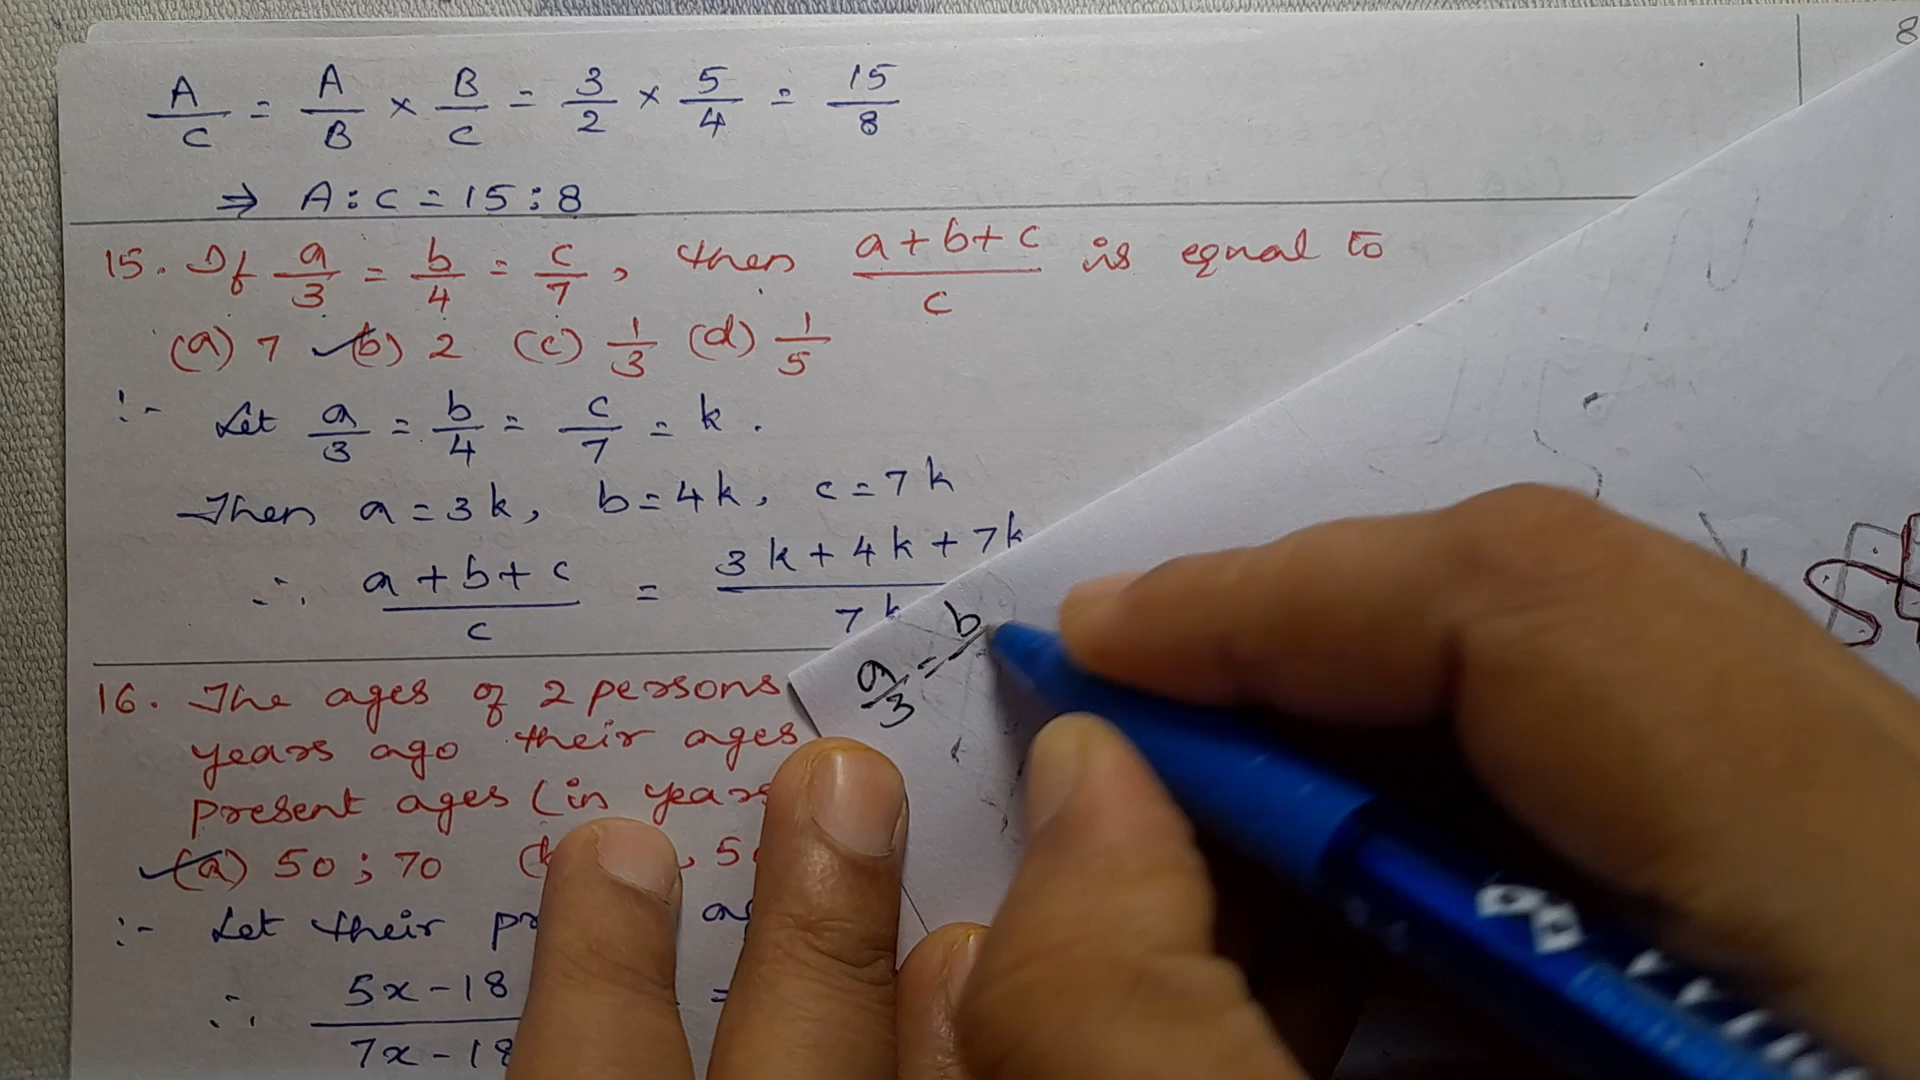 A/C = A/B × B/C = 3/2 × 5/4 = 15/8
⇒ A:C = 15:8
15. If a/3 = b/4 = c/7, then (a+b+c)/c is equal to
(a) 7 ✓(b) 2 (c) 1/3 (d) 1/5
:- Let a/3 = b/4 = c/7 = k.
Then a = 3k, b = 4k, c = 7k
∴ (a+b+c)/c = (3k+4k+7k)/7k
a/3 = b/
16. The ages of 2 persons
years ago their ages
present ages (in years
✓(a) 50 ; 70
:- Let their
∴ 5x-18
7x-18
8